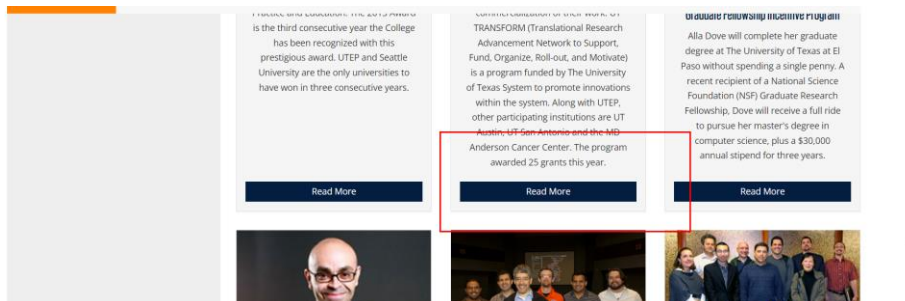 Practice and Education. The 2015 Award
is the third consecutive year the College
has been recognized with this
prestigious award. UTEP and Seattle
University are the only universities to
have won in three consecutive years.
Read More
commercialization of their work. UT
TRANSFORM (Translational Research
Advancement Network to Support,
Fund, Organize, Roll-out, and Motivate)
is a program funded by The University
of Texas System to promote innovations
within the system. Along with UTEP,
other participating institutions are UT
Austin, UT San Antonio and the MD
Anderson Cancer Center. The program
awarded 25 grants this year.
Read More
Graduate Fellowship Incentive Program
Alla Dove will complete her graduate
degree at The University of Texas at El
Paso without spending a single penny. A
recent recipient of a National Science
Foundation (NSF) Graduate Research
Fellowship, Dove will receive a full ride
to pursue her master's degree in
computer science, plus a $30,000
annual stipend for three years.
Read More